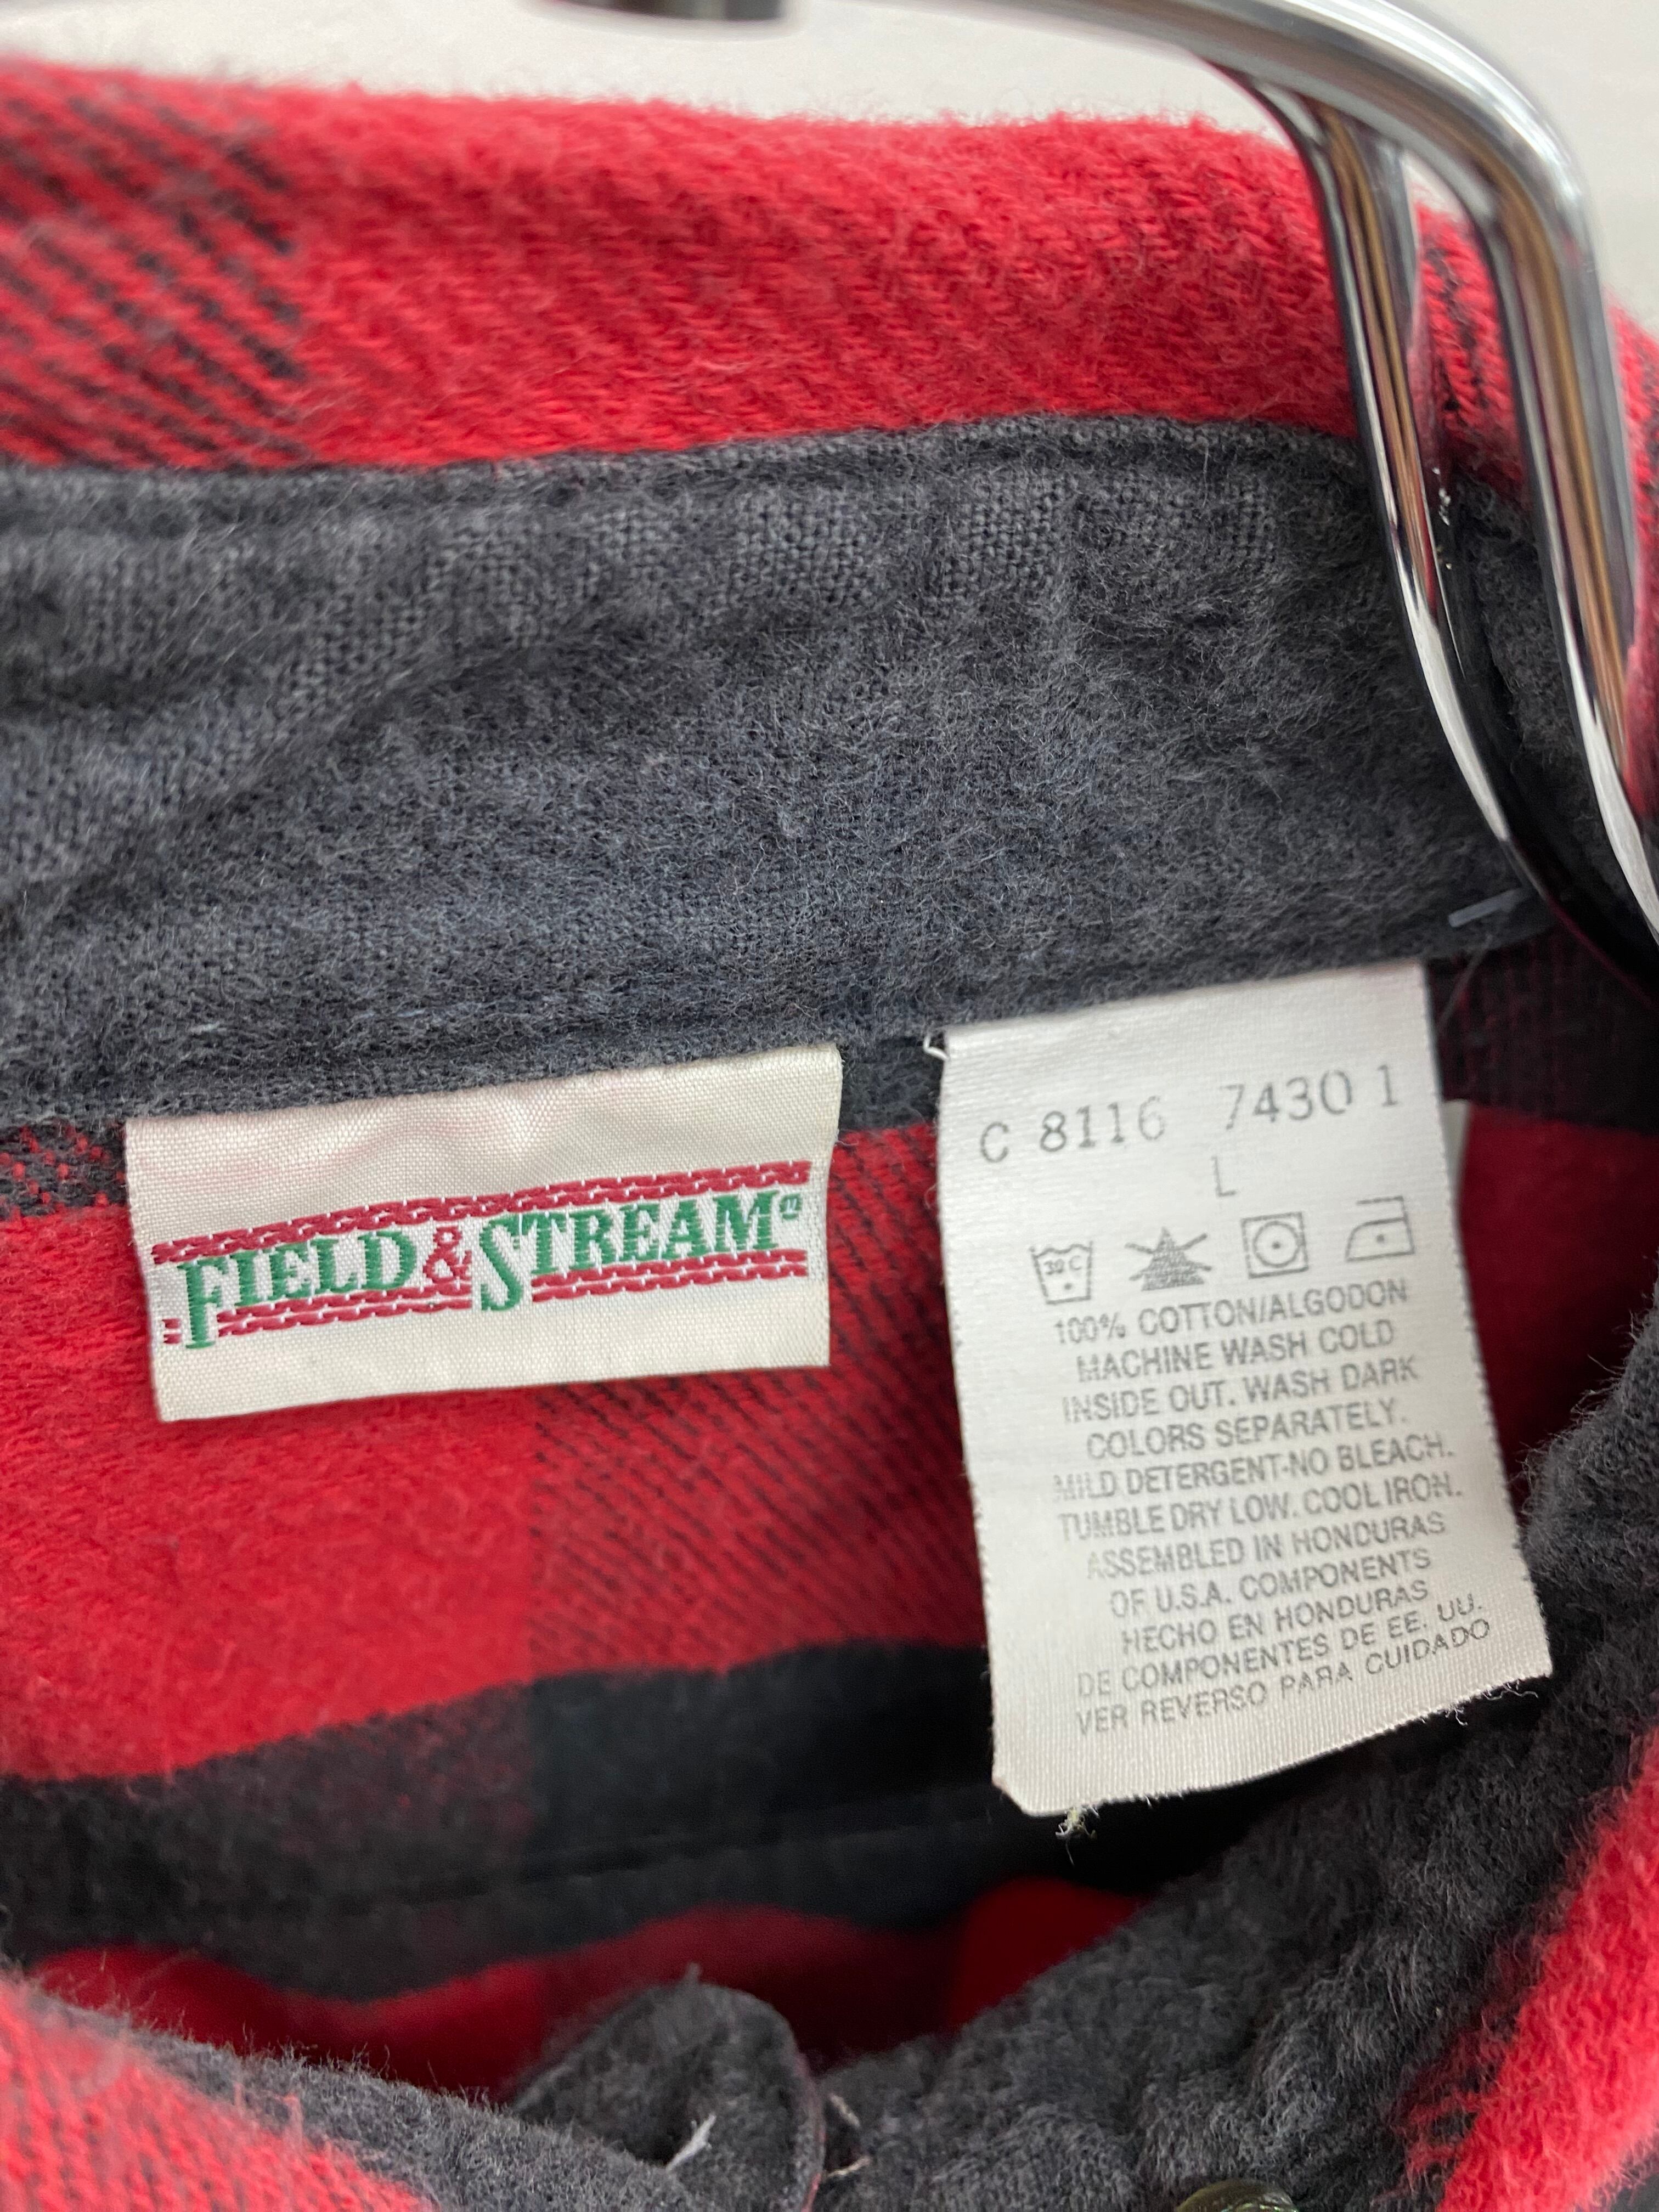 FIELD & STREAM®
C 8116 74301
L
30 C
100% COTTON/ALGODON
MACHINE WASH COLD
INSIDE OUT. WASH DARK
COLORS SEPARATELY.
MILD DETERGENT-NO BLEACH.
TUMBLE DRY LOW. COOL IRON.
ASSEMBLED IN HONDURAS
OF U.S.A. COMPONENTS
HECHO EN HONDURAS
DE COMPONENTES DE EE. UU.
VER REVERSO PARA CUIDADO